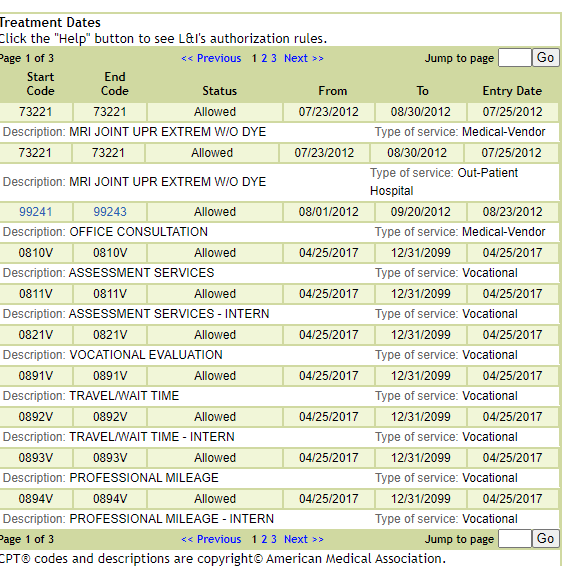 Treatment Dates
Click the "Help" button to see L&I's authorization rules.
Page 1 of 3 << Previous 1 2 3 Next >> Jump to page Go
Start Code End Code Status From To Entry Date
73221 73221 Allowed 07/23/2012 08/30/2012 07/25/2012
Description: MRI JOINT UPR EXTREM W/O DYE Type of service: Medical-Vendor
73221 73221 Allowed 07/23/2012 08/30/2012 07/25/2012
Description: MRI JOINT UPR EXTREM W/O DYE Type of service: Out-Patient Hospital
99241 99243 Allowed 08/01/2012 09/20/2012 08/23/2012
Description: OFFICE CONSULTATION Type of service: Medical-Vendor
0810V 0810V Allowed 04/25/2017 12/31/2099 04/25/2017
Description: ASSESSMENT SERVICES Type of service: Vocational
0811V 0811V Allowed 04/25/2017 12/31/2099 04/25/2017
Description: ASSESSMENT SERVICES - INTERN Type of service: Vocational
0821V 0821V Allowed 04/25/2017 12/31/2099 04/25/2017
Description: VOCATIONAL EVALUATION Type of service: Vocational
0891V 0891V Allowed 04/25/2017 12/31/2099 04/25/2017
Description: TRAVEL/WAIT TIME Type of service: Vocational
0892V 0892V Allowed 04/25/2017 12/31/2099 04/25/2017
Description: TRAVEL/WAIT TIME - INTERN Type of service: Vocational
0893V 0893V Allowed 04/25/2017 12/31/2099 04/25/2017
Description: PROFESSIONAL MILEAGE Type of service: Vocational
0894V 0894V Allowed 04/25/2017 12/31/2099 04/25/2017
Description: PROFESSIONAL MILEAGE - INTERN Type of service: Vocational
Page 1 of 3 << Previous 1 2 3 Next >> Jump to page Go
CPT® codes and descriptions are copyright© American Medical Association.